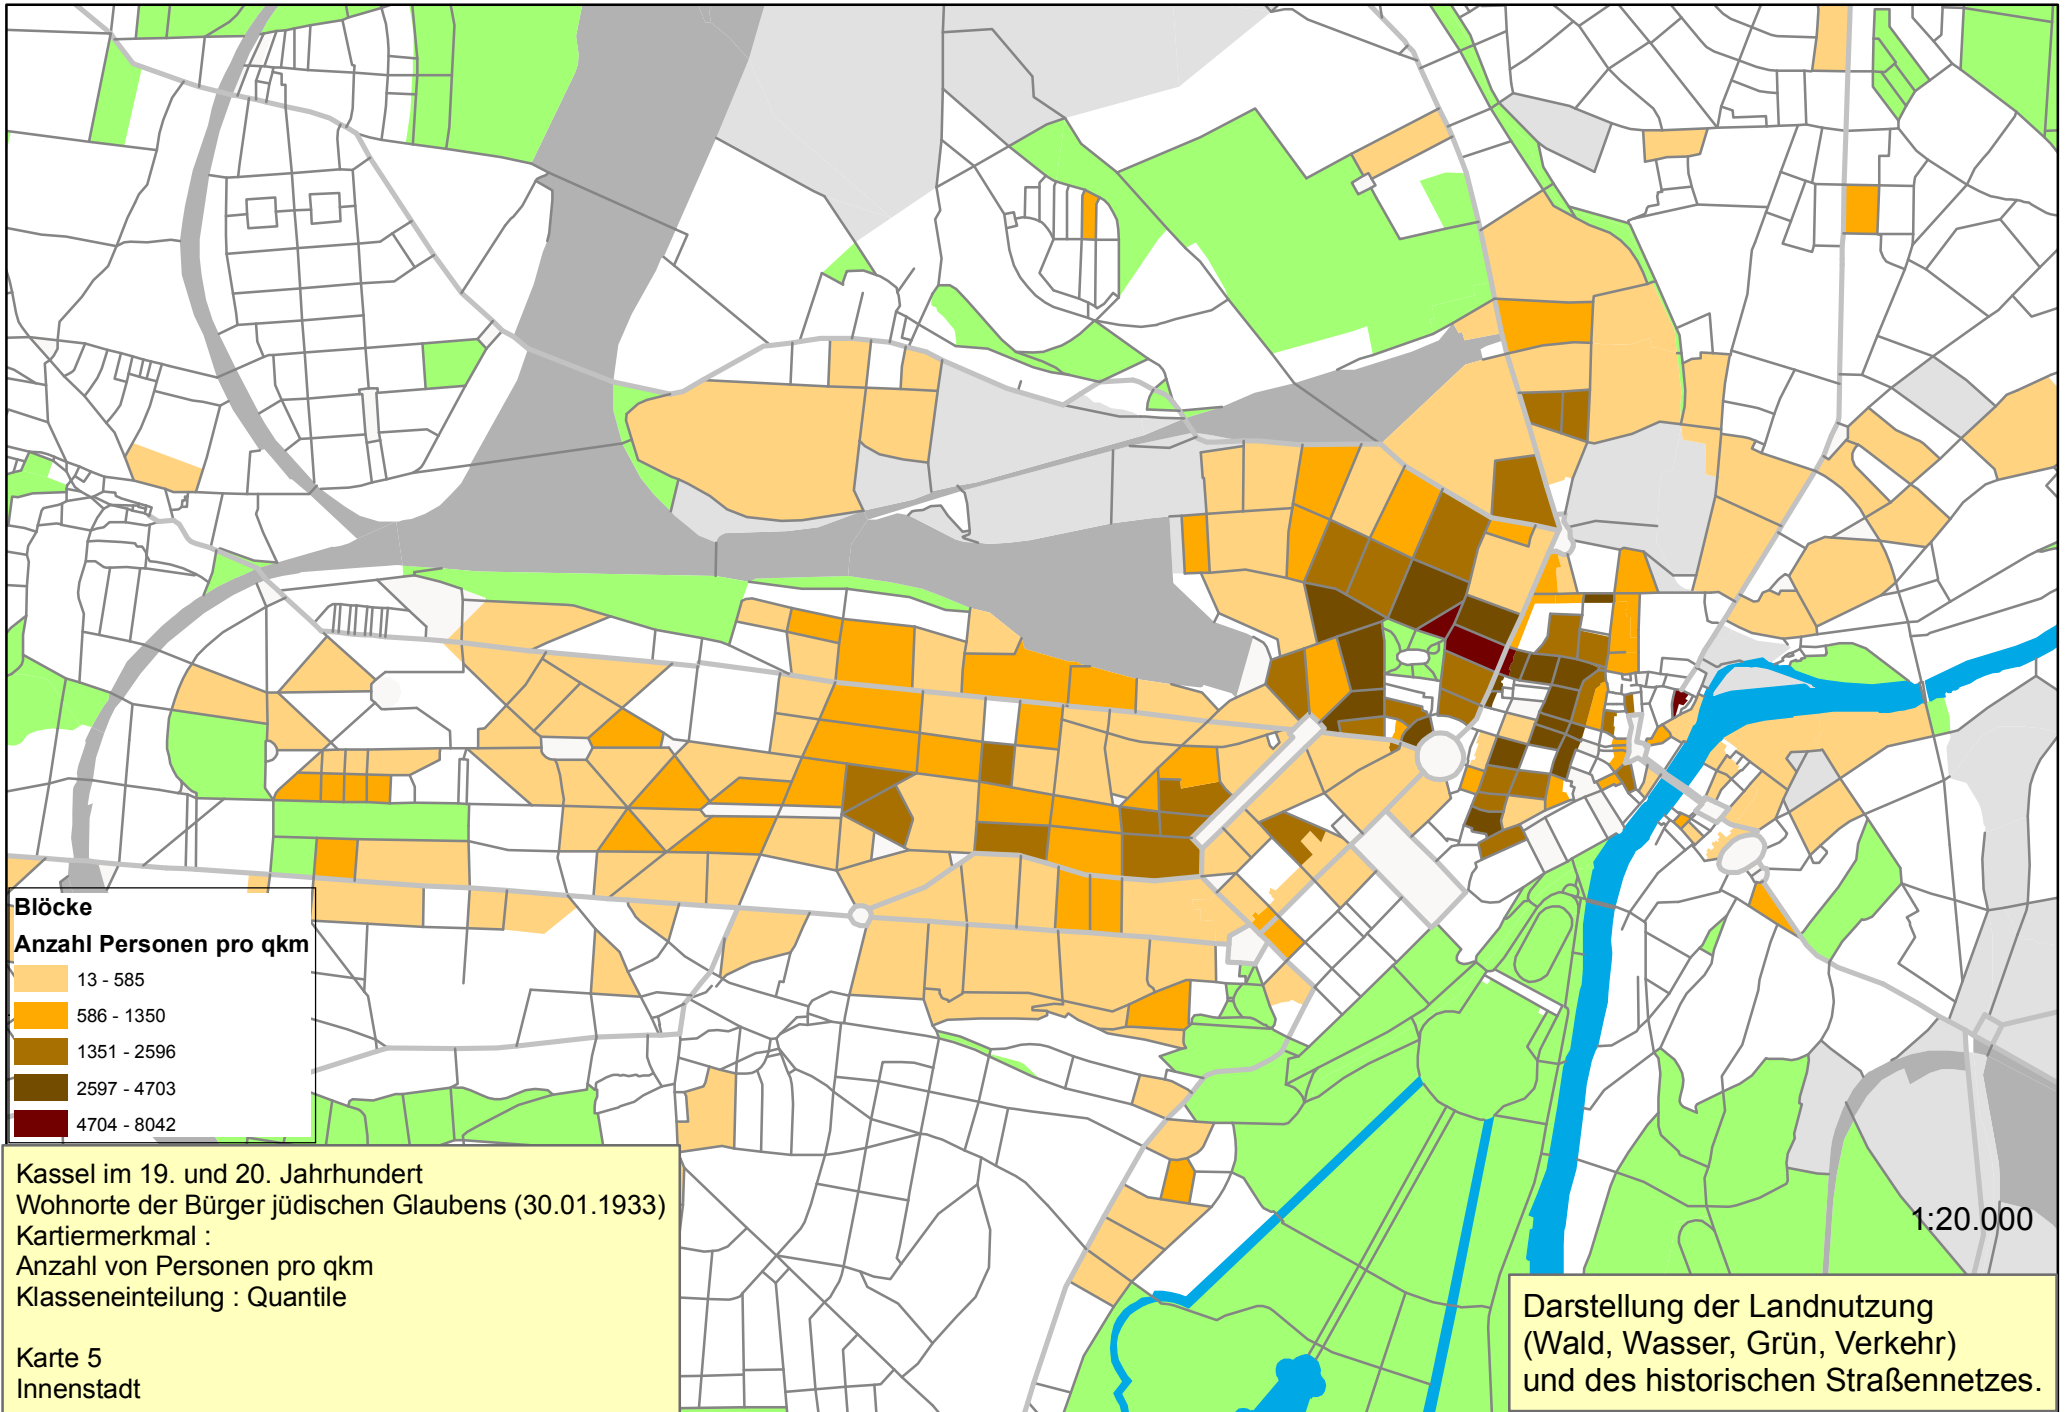 Blöcke
Anzahl Personen pro qkm
13 - 585
586 - 1350
1351 - 2596
2597 - 4703
4704 - 8042
Kassel im 19. und 20. Jahrhundert
Wohnorte der Bürger jüdischen Glaubens (30.01.1933)
Kartiermerkmal :
Anzahl von Personen pro qkm
Klasseneinteilung : Quantile
Karte 5
Innenstadt
1:20.000
Darstellung der Landnutzung
(Wald, Wasser, Grün, Verkehr)
und des historischen Straßennetzes.